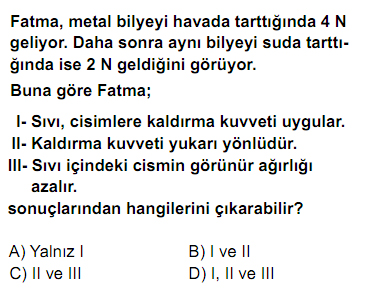 Fatma, metal bilyeyi havada tarttığında 4 N
geliyor. Daha sonra aynı bilyeyi suda tarttı-
ğında ise 2 N geldiğini görüyor.
Buna göre Fatma;
I- Sıvı, cisimlere kaldırma kuvveti uygular.
II- Kaldırma kuvveti yukarı yönlüdür.
III- Sıvı içindeki cismin görünür ağırlığı
azalır.
sonuçlarından hangilerini çıkarabilir?
A) Yalnız I B) I ve II
C) II ve III D) I, II ve III